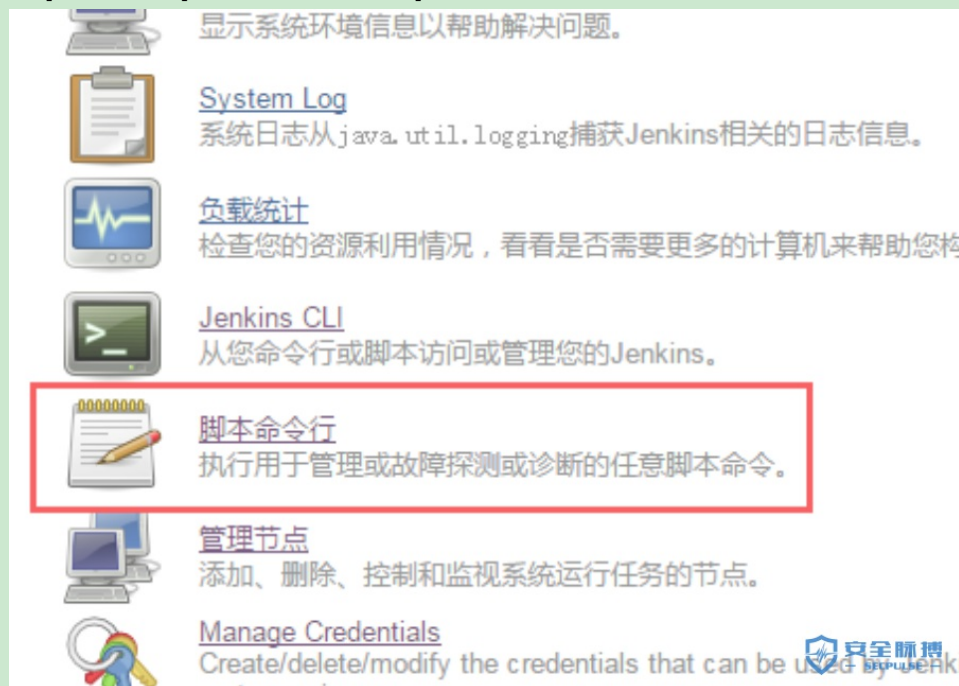 显示系统环境信息以帮助解决问题。
System Log
系统日志从java.util.logging捕获Jenkins相关的日志信息。
负载统计
检查您的资源利用情况，看看是否需要更多的计算机来帮助您构
Jenkins CLI
从您命令行或脚本访问或管理您的Jenkins。
脚本命令行
执行用于管理或故障探测或诊断的任意脚本命令。
管理节点
添加、删除、控制和监视系统运行任务的节点。
Manage Credentials
Create/delete/modify the credentials that can be used by Jenki
安全脉搏
SECPULSE